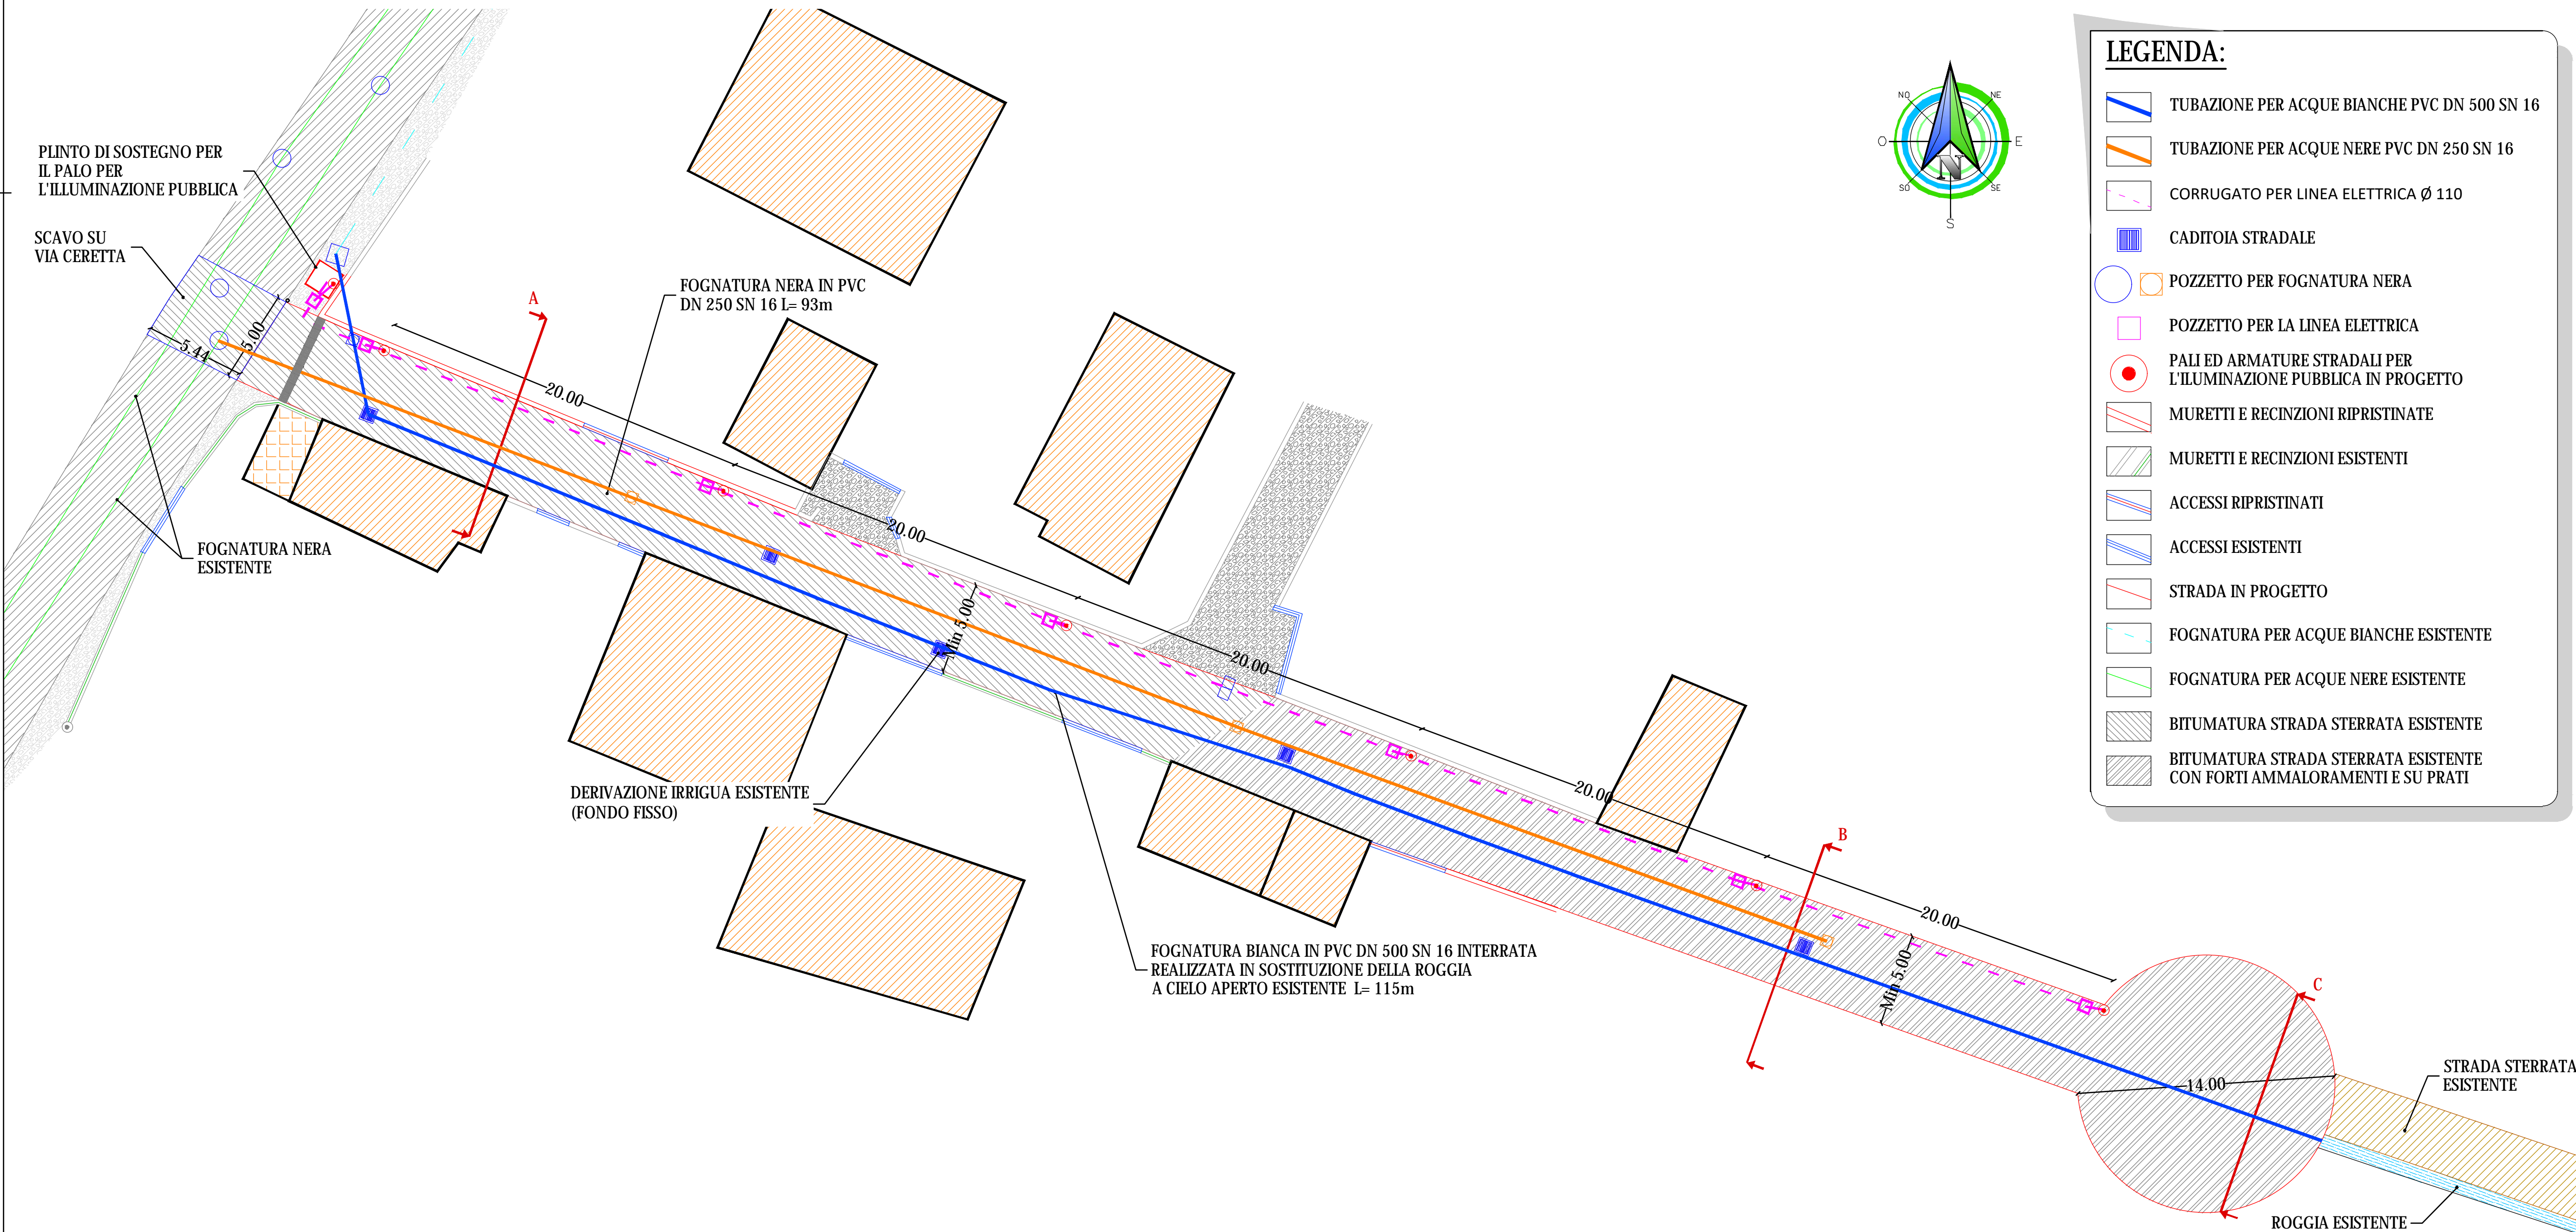 PLINTO DI SOSTEGNO PER
IL PALO PER
L'ILLUMINAZIONE PUBBLICA
SCAVO SU
VIA CERETTA
5.44
5.00
FOGNATURA NERA
ESISTENTE
A
FOGNATURA NERA IN PVC
DN 250 SN 16 L= 93m
20.00
20.00
20.00
20.00
20.00
Min 5.00
DERIVAZIONE IRRIGUA ESISTENTE
(FONDO FISSO)
FOGNATURA BIANCA IN PVC DN 500 SN 16 INTERRATA
REALIZZATA IN SOSTITUZIONE DELLA ROGGIA
A CIELO APERTO ESISTENTE L= 115m
B
Min 5.00
C
14.00
STRADA STERRATA
ESISTENTE
ROGGIA ESISTENTE
NO
NE
O
E
N
SO
SE
S
LEGENDA:
TUBAZIONE PER ACQUE BIANCHE PVC DN 500 SN 16
TUBAZIONE PER ACQUE NERE PVC DN 250 SN 16
CORRUGATO PER LINEA ELETTRICA Ø 110
CADITOIA STRADALE
POZZETTO PER FOGNATURA NERA
POZZETTO PER LA LINEA ELETTRICA
PALI ED ARMATURE STRADALI PER
L'ILUMINAZIONE PUBBLICA IN PROGETTO
MURETTI E RECINZIONI RIPRISTINATE
MURETTI E RECINZIONI ESISTENTI
ACCESSI RIPRISTINATI
ACCESSI ESISTENTI
STRADA IN PROGETTO
FOGNATURA PER ACQUE BIANCHE ESISTENTE
FOGNATURA PER ACQUE NERE ESISTENTE
BITUMATURA STRADA STERRATA ESISTENTE
BITUMATURA STRADA STERRATA ESISTENTE
CON FORTI AMMALORAMENTI E SU PRATI